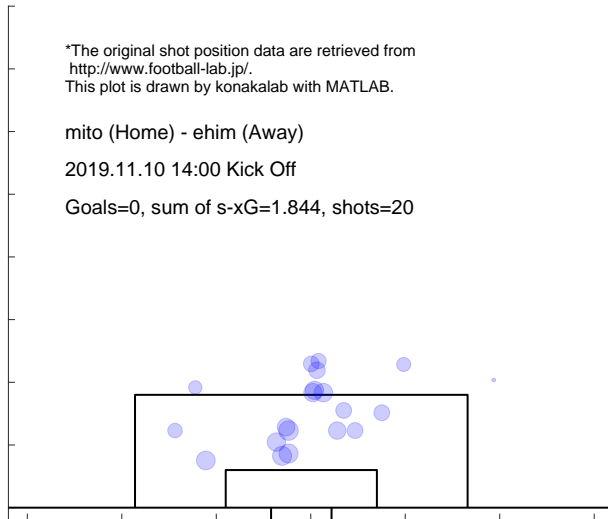 *The original shot position data are retrieved from
http://www.football-lab.jp/.
This plot is drawn by konakalab with MATLAB.
mito (Home) - ehim (Away)
2019.11.10 14:00 Kick Off
Goals=0, sum of s-xG=1.844, shots=20